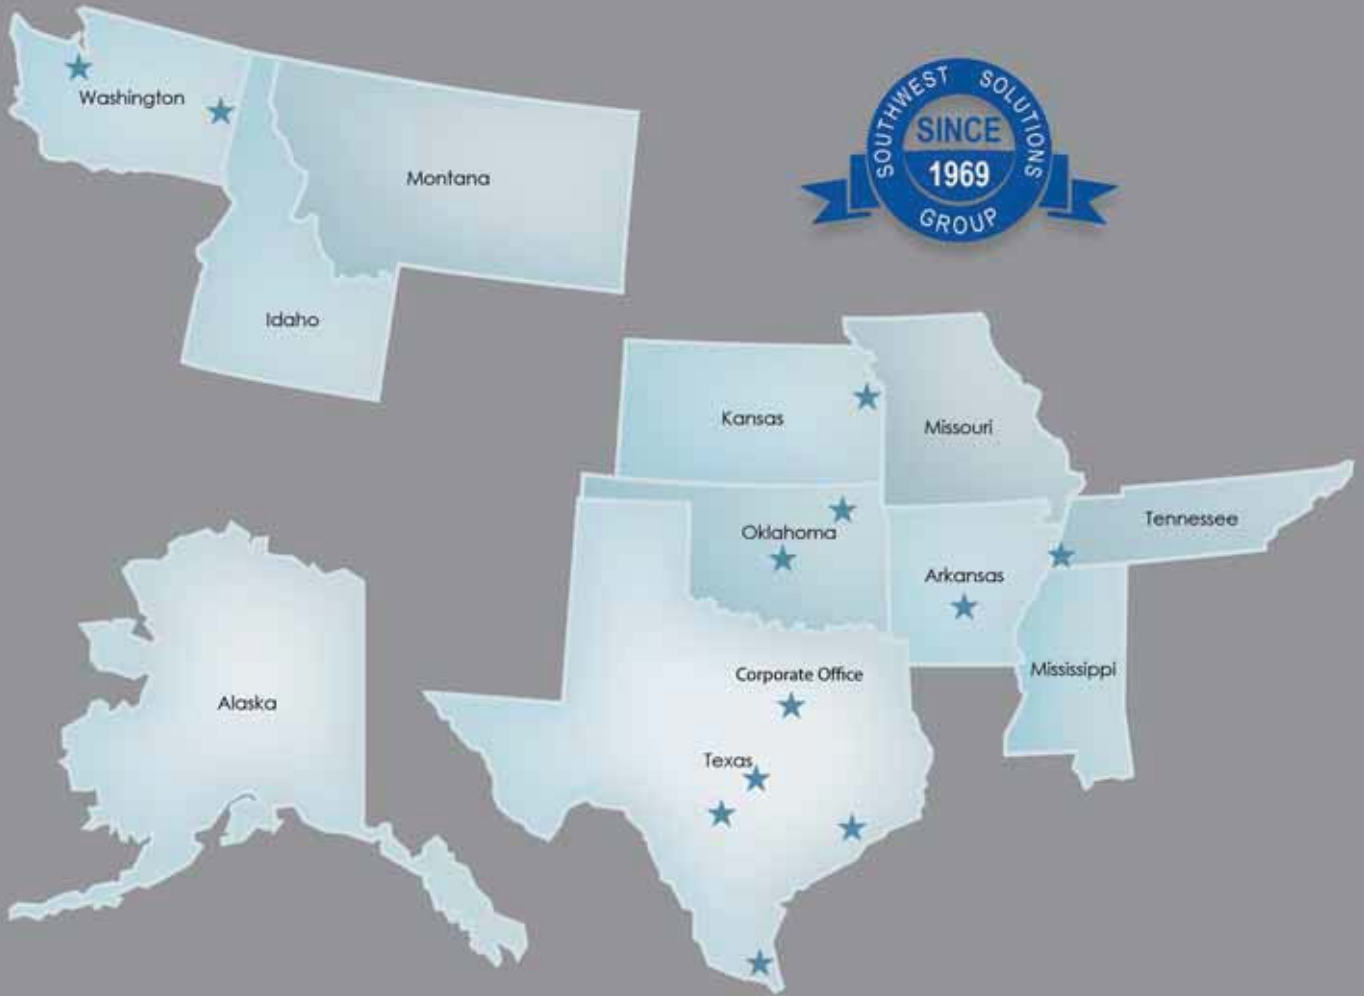 Washington
Montana
Idaho
SOUTHWEST SOLUTIONS
SINCE
1969
GROUP
Kansas
Missouri
Oklahoma
Tennessee
Arkansas
Mississippi
Corporate Office
Texas
Alaska